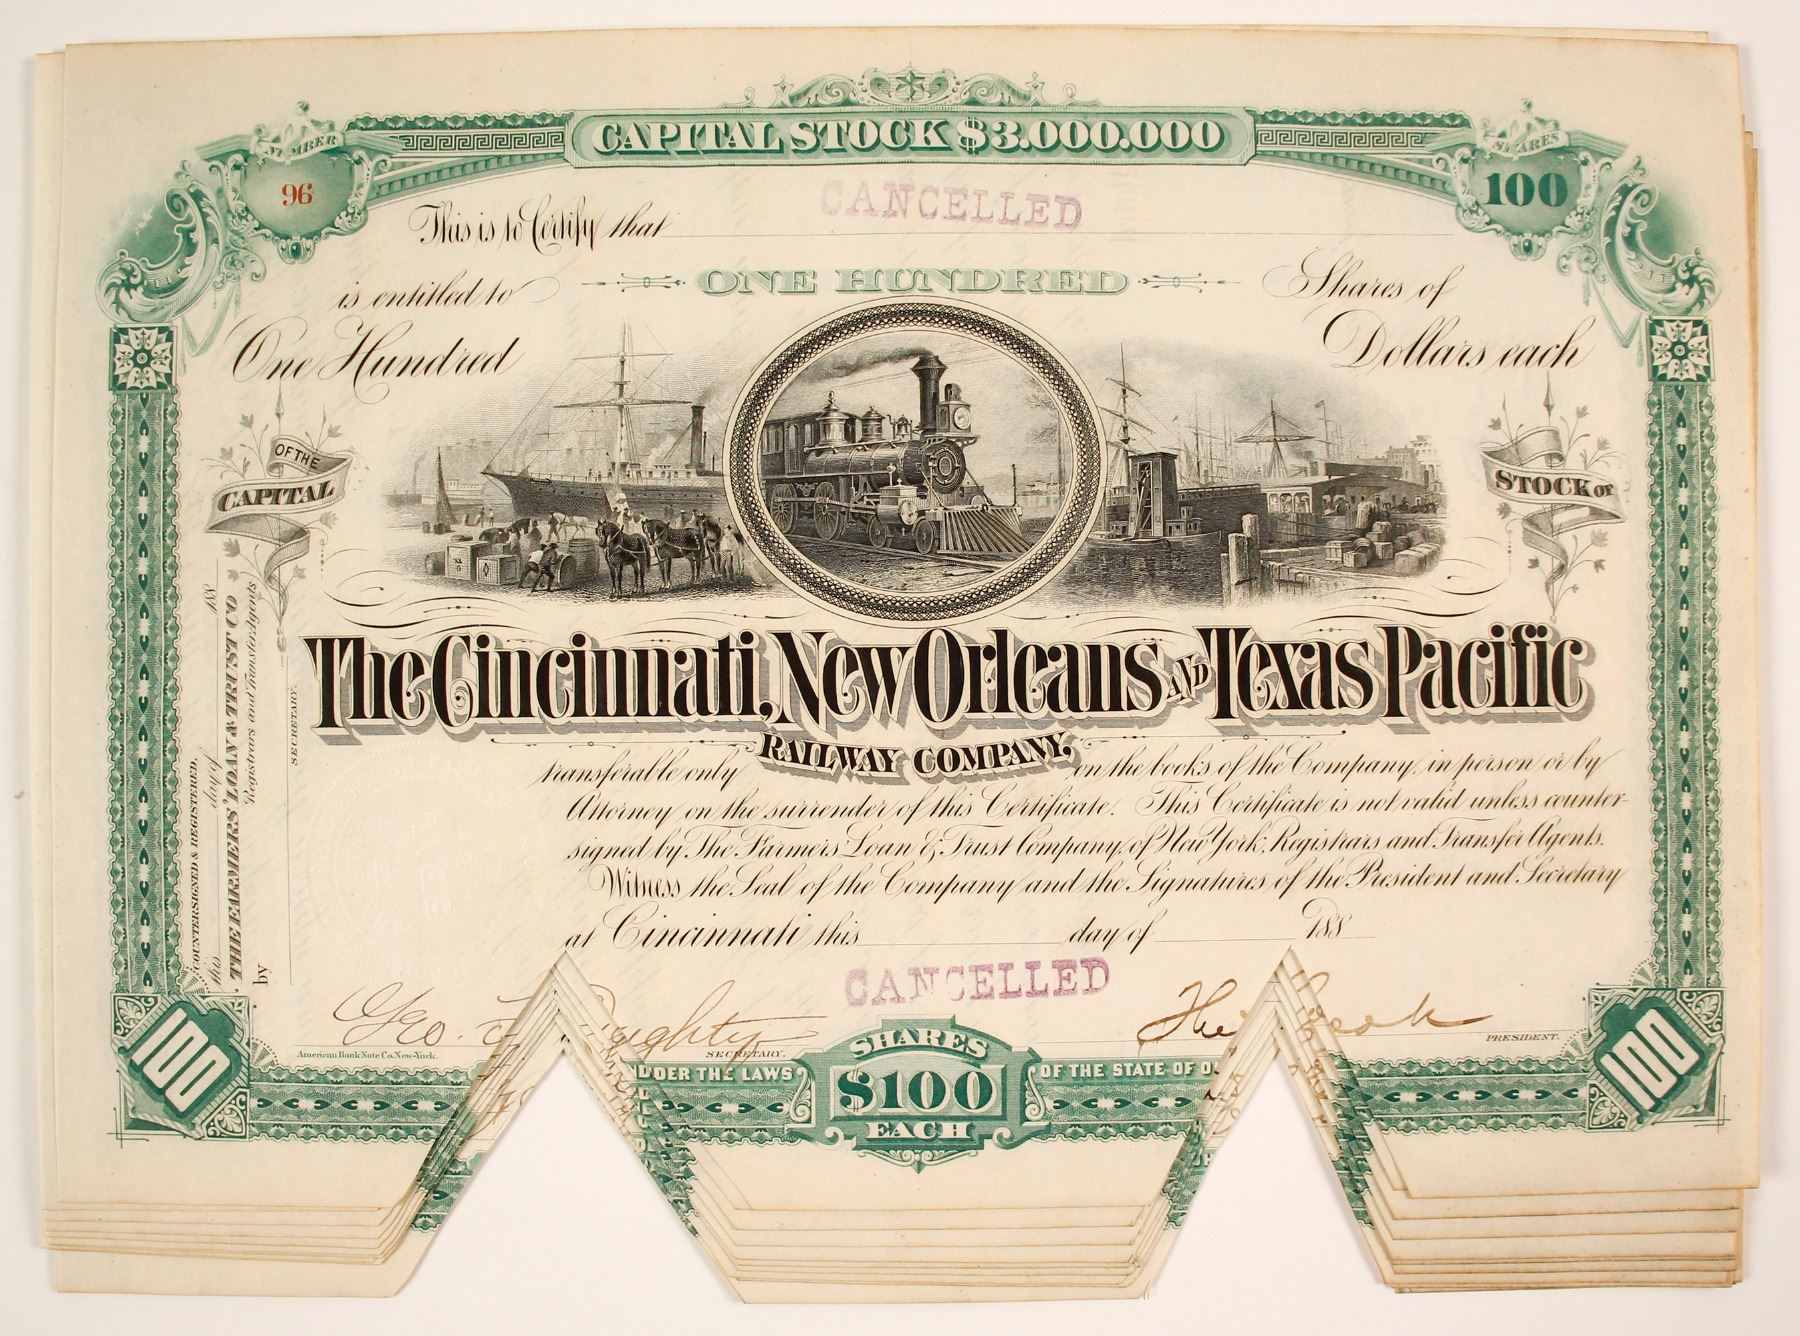 CAPITAL STOCK $3.000.000
NUMBER
96
SHARES
100
CANCELLED
This is to Certify that
is entitled to ONE HUNDRED Shares of
One Hundred Dollars each
OF THE
CAPITAL
STOCK OF
The Cincinnati, New Orleans AND Texas Pacific
RAILWAY COMPANY,
transferable only on the books of the Company, in person or by
Attorney on the surrender of this Certificate. This Certificate is not valid unless counter-
signed by The Farmers' Loan & Trust Company, of New York, Registrars and Transfer Agents.
Witness the Seal of the Company and the Signatures of the President and Secretary
at Cincinnati this day of 188
CANCELLED
COUNTERSIGNED & REGISTERED,
this day of 188
THE FARMERS' LOAN & TRUST CO
Registrars and Transfer Agents
by SECRETARY.
Geo.
SECRETARY.
PRESIDENT.
American Bank Note Co. New-York.
UNDER THE LAWS
OF THE STATE OF
SHARES
$100
EACH
100
100